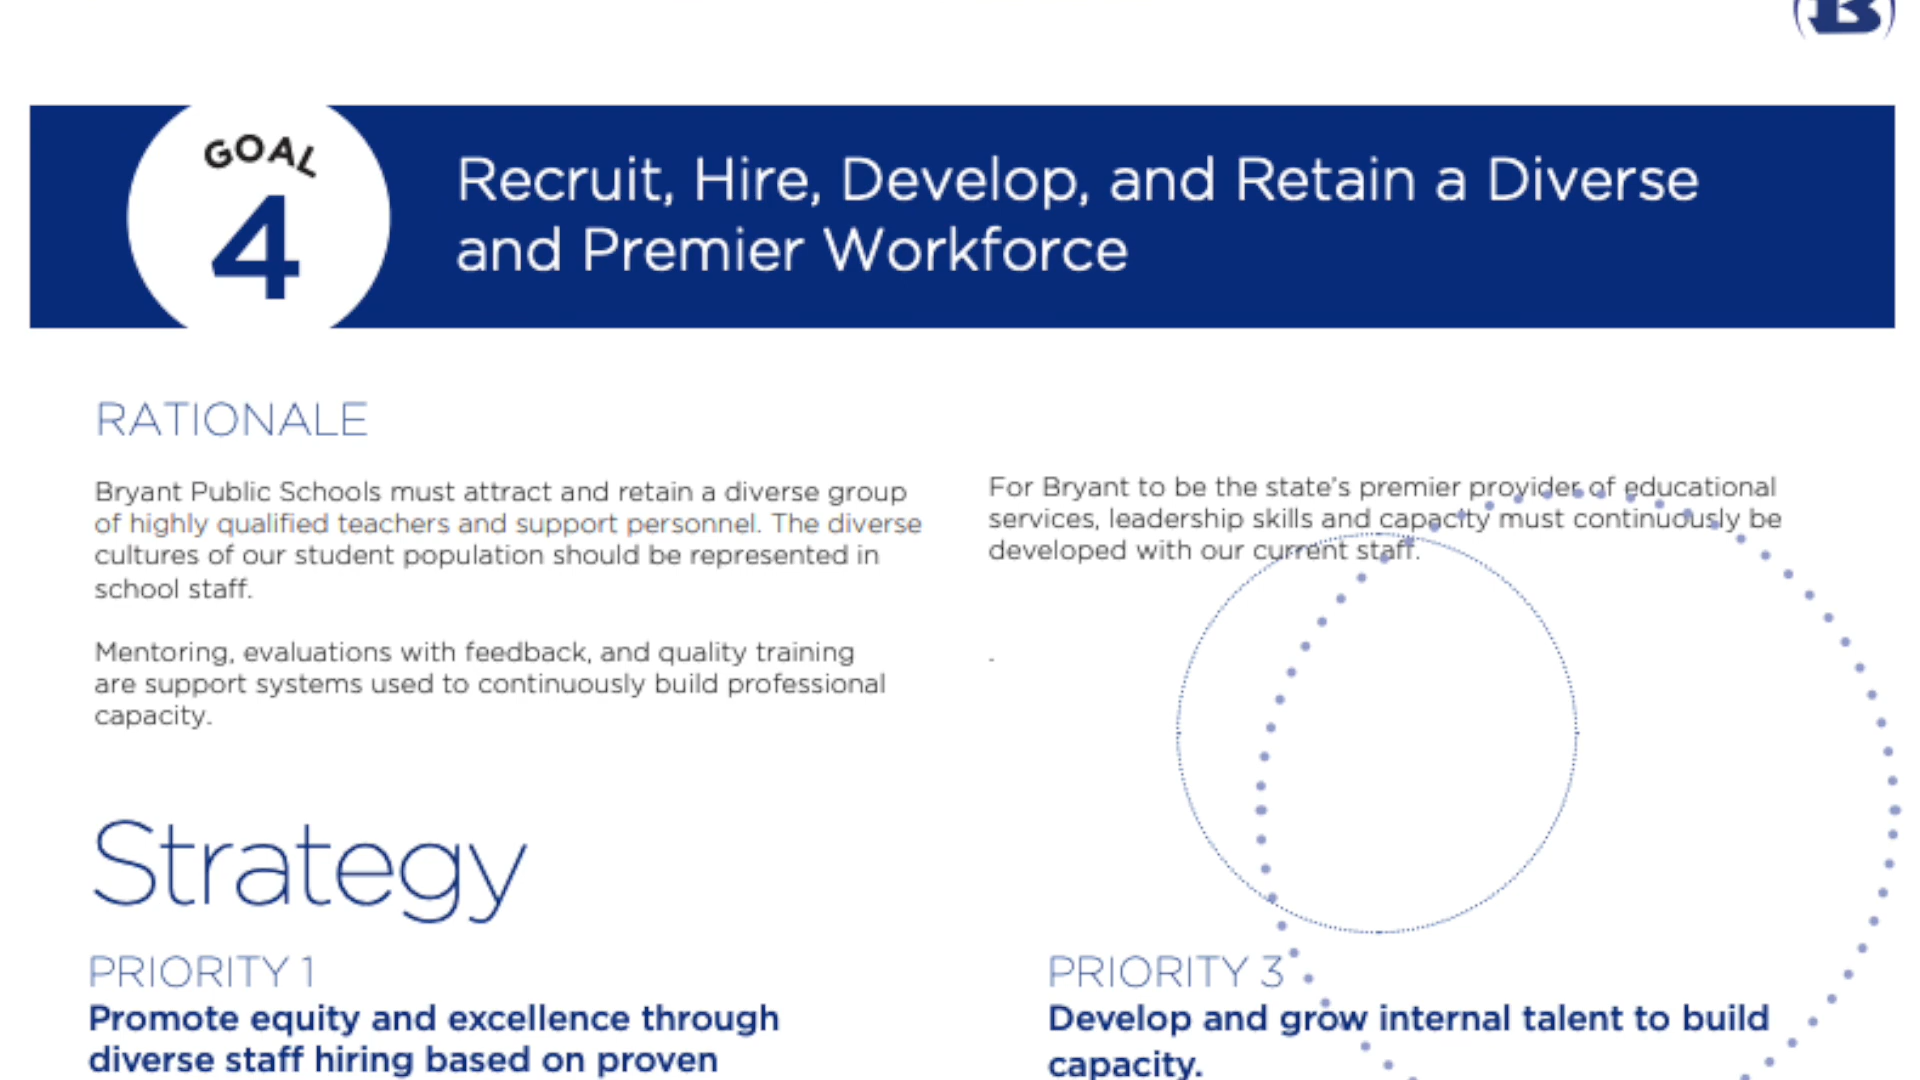 B
GOAL
4
Recruit, Hire, Develop, and Retain a Diverse
and Premier Workforce
RATIONALE
Bryant Public Schools must attract and retain a diverse group
of highly qualified teachers and support personnel. The diverse
cultures of our student population should be represented in
school staff.
Mentoring, evaluations with feedback, and quality training
are support systems used to continuously build professional
capacity.
For Bryant to be the state's premier provider of educational
services, leadership skills and capacity must continuously be
developed with our current staff.
.
Strategy
PRIORITY 1
Promote equity and excellence through
diverse staff hiring based on proven
PRIORITY 3
Develop and grow internal talent to build
capacity.